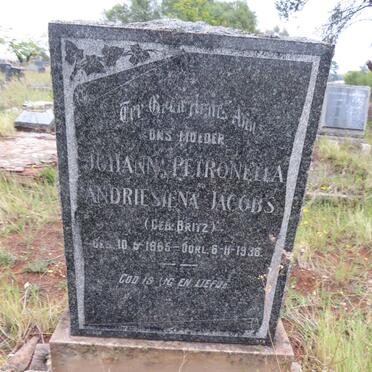 Ter Gedagtenis Aan
ONS MOEDER
JOHANNA PETRONELLA
ANDRIESIENA JACOBS
(GEB. BRITZ)
GEB. 10-5-1865 – OORL. 6-11-1938.
GOD IS LIG EN LIEFDE